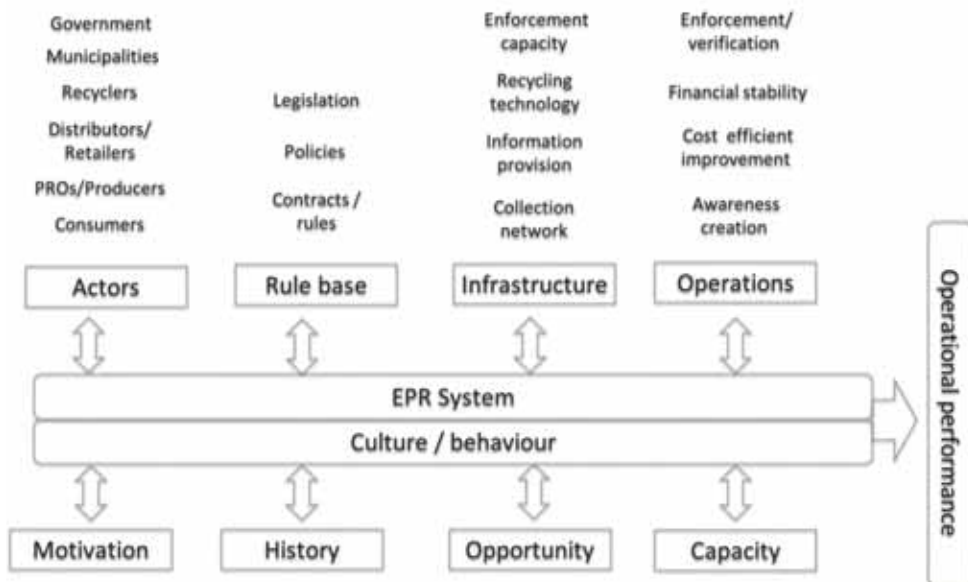 Government
Municipalities
Recyclers
Distributors/
Retailers
PROs/Producers
Consumers
Legislation
Policies
Contracts /
rules
Enforcement
capacity
Recycling
technology
Information
provision
Collection
network
Enforcement/
verification
Financial stability
Cost efficient
improvement
Awareness
creation
Actors
Rule base
Infrastructure
Operations
EPR System
Culture / behaviour
Motivation
History
Opportunity
Capacity
Operational performance